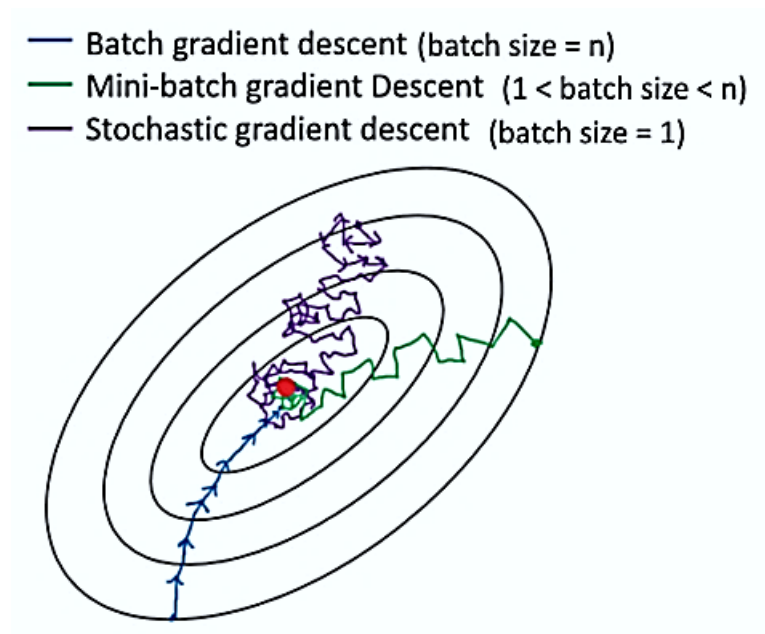 Batch gradient descent (batch size = n)
Mini-batch gradient Descent (1 < batch size < n)
Stochastic gradient descent (batch size = 1)